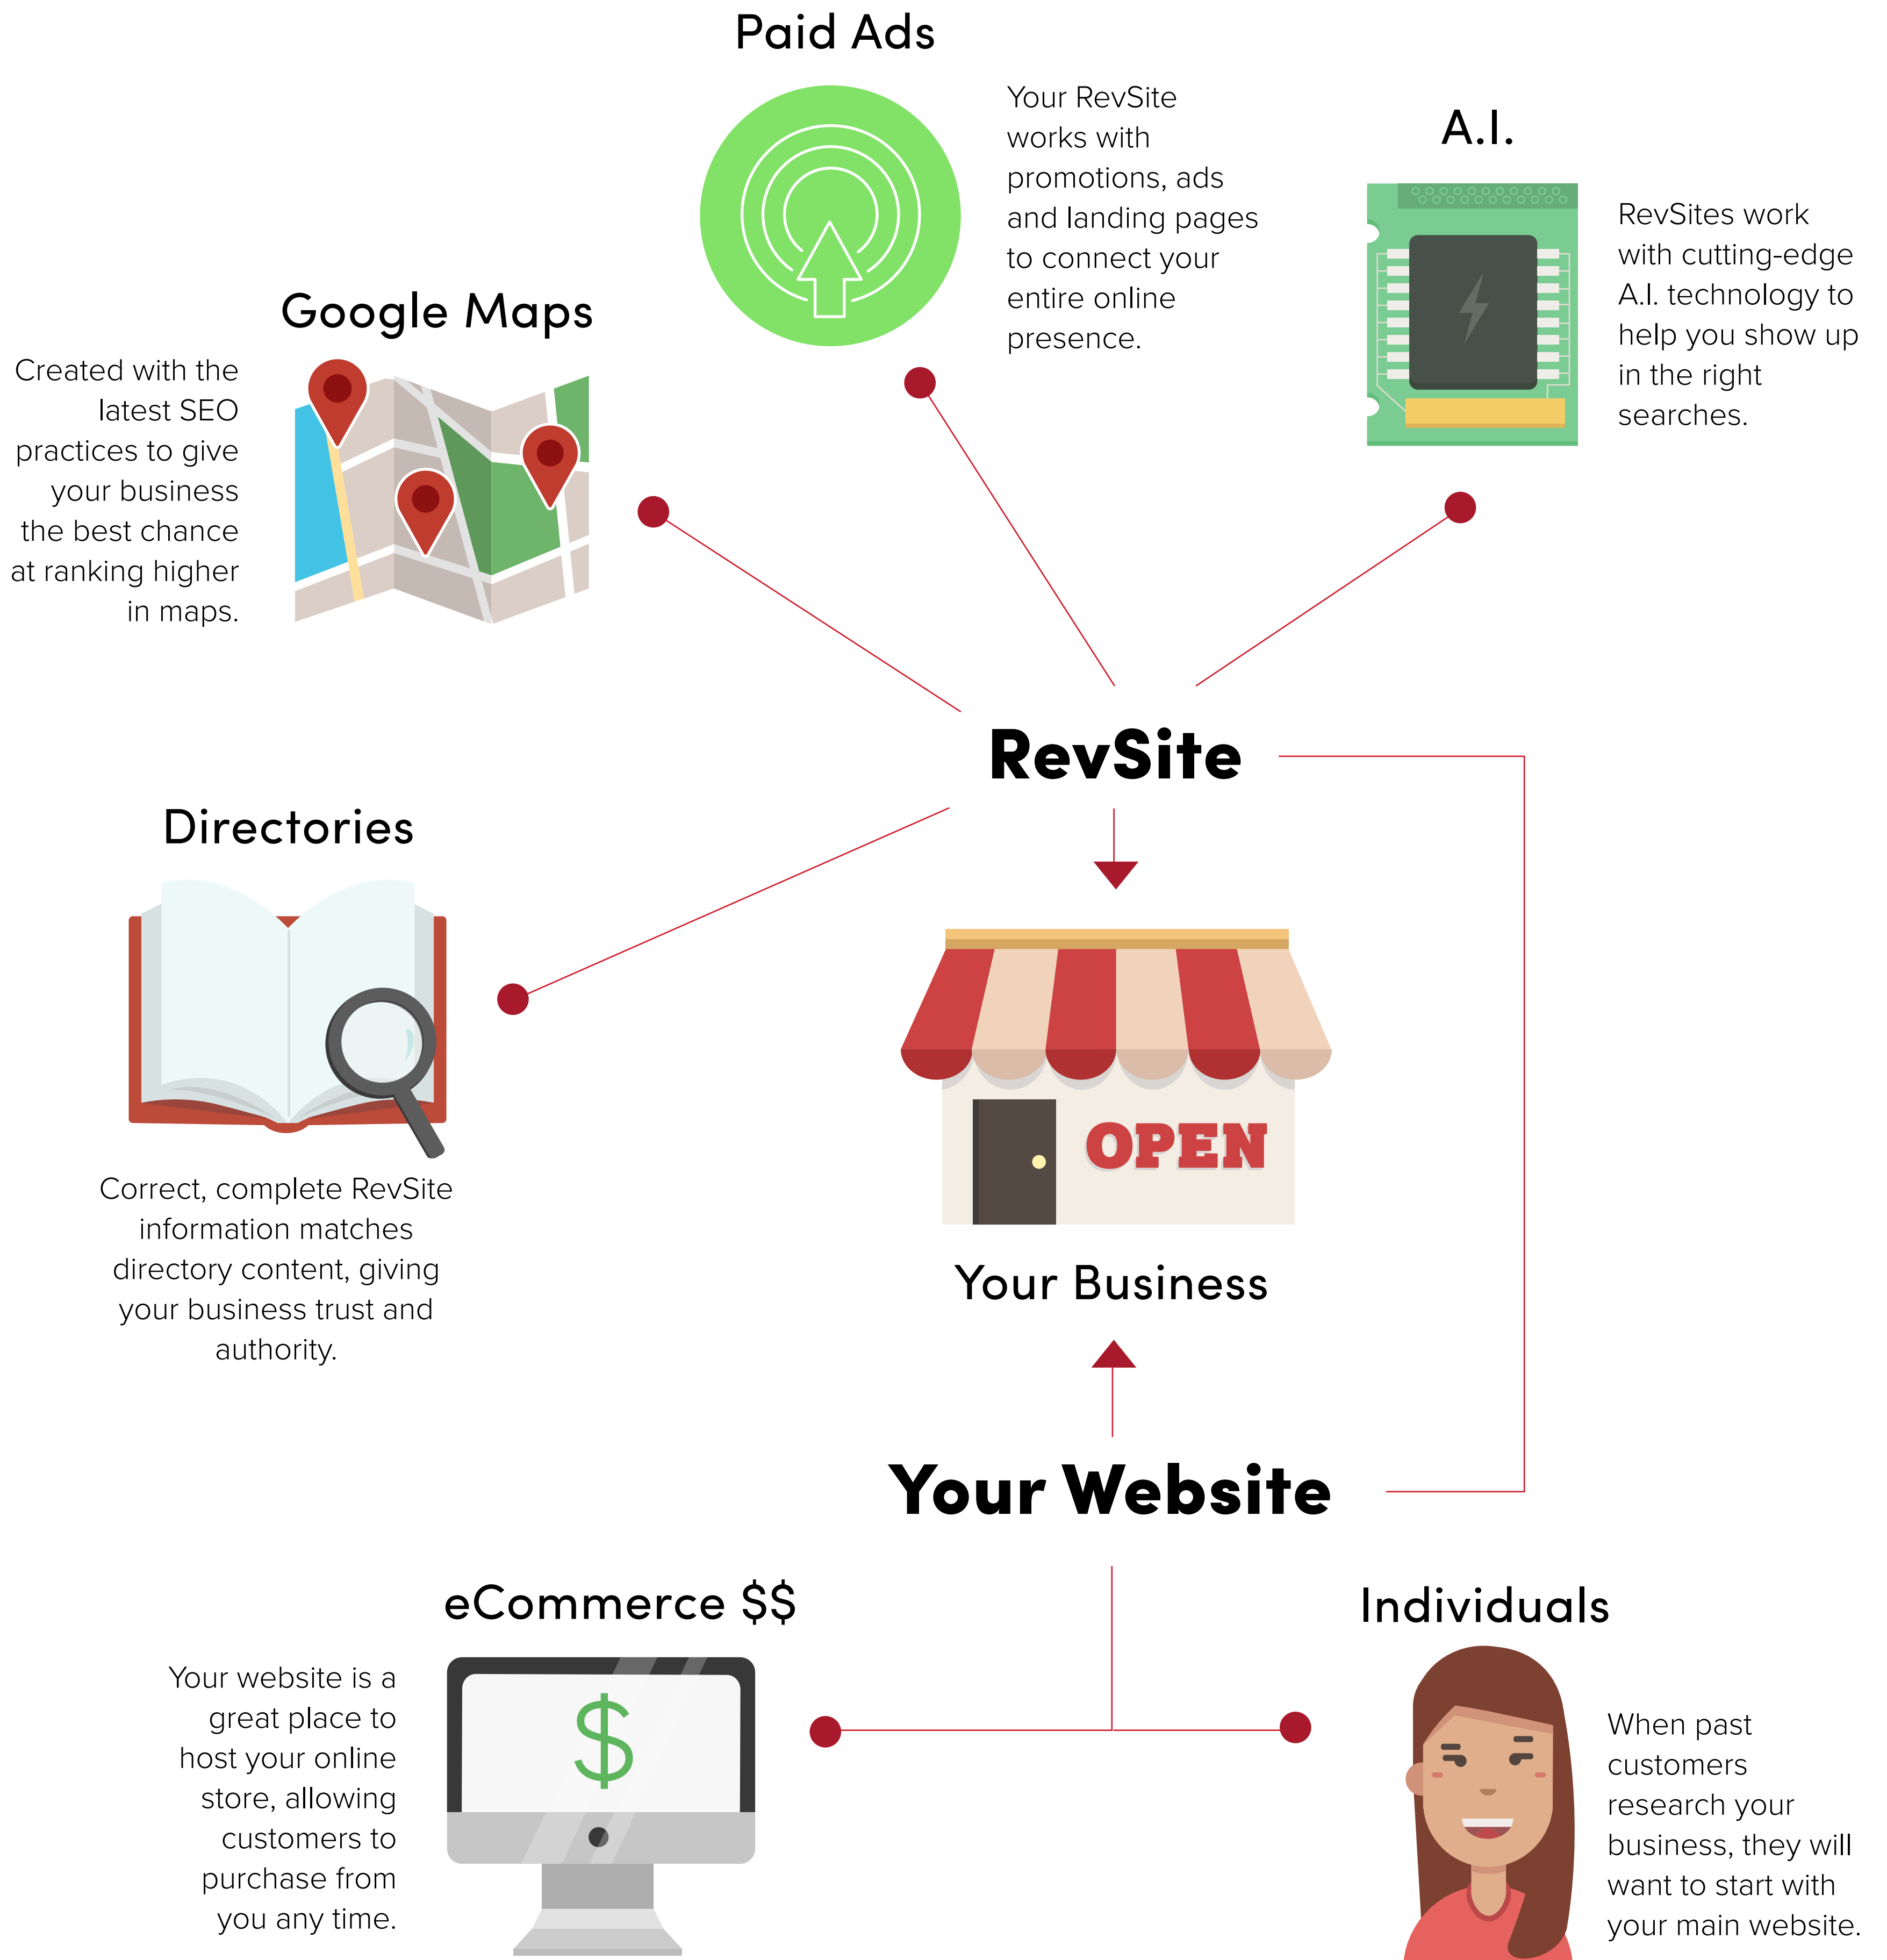 Paid Ads
Your RevSite
works with
promotions, ads
and landing pages
to connect your
entire online
presence.
A.I.
RevSites work
with cutting-edge
A.I. technology to
help you show up
in the right
searches.
Google Maps
Created with the
latest SEO
practices to give
your business
the best chance
at ranking higher
in maps.
RevSite
Directories
Correct, complete RevSite
information matches
directory content, giving
your business trust and
authority.
OPEN
Your Business
Your Website
eCommerce $$
Your website is a
great place to
host your online
store, allowing
customers to
purchase from
you any time.
$
Individuals
When past
customers
research your
business, they will
want to start with
your main website.